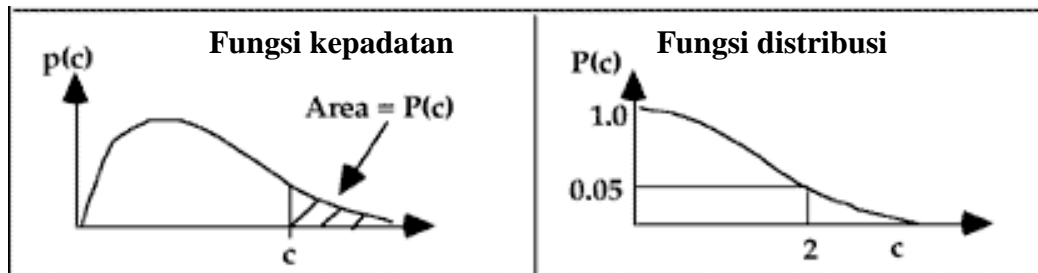 Fungsi kepadatan
p(c)
Area = P(c)
c
Fungsi distribusi
P(c)
1.0
0.05
2
c